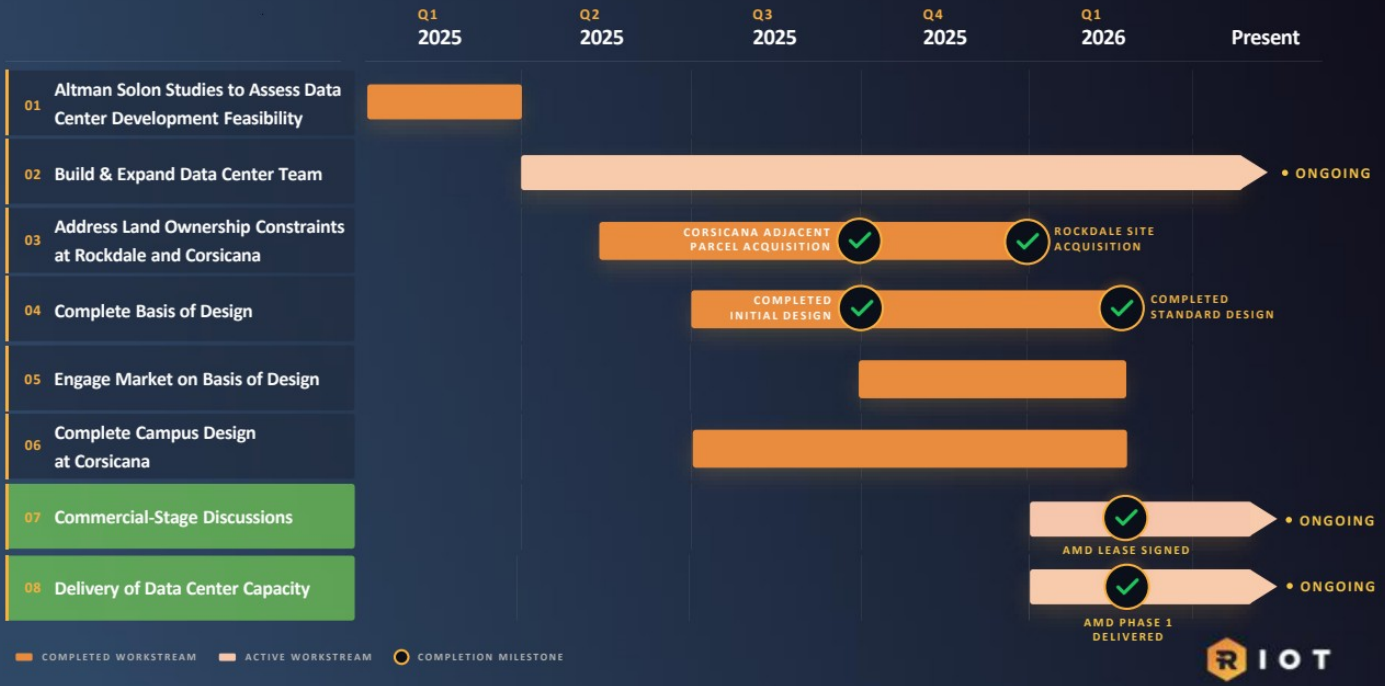 Q1
2025
Q2
2025
Q3
2025
Q4
2025
Q1
2026
Present
01
Altman Solon Studies to Assess Data
Center Development Feasibility
02
Build & Expand Data Center Team
• ONGOING
03
Address Land Ownership Constraints
at Rockdale and Corsicana
CORSICANA ADJACENT
PARCEL ACQUISITION
ROCKDALE SITE
ACQUISITION
04
Complete Basis of Design
COMPLETED
INITIAL DESIGN
COMPLETED
STANDARD DESIGN
05
Engage Market on Basis of Design
06
Complete Campus Design
at Corsicana
07
Commercial-Stage Discussions
AMD LEASE SIGNED
• ONGOING
08
Delivery of Data Center Capacity
AMD PHASE 1
DELIVERED
• ONGOING
COMPLETED WORKSTREAM
ACTIVE WORKSTREAM
COMPLETION MILESTONE
RIOT